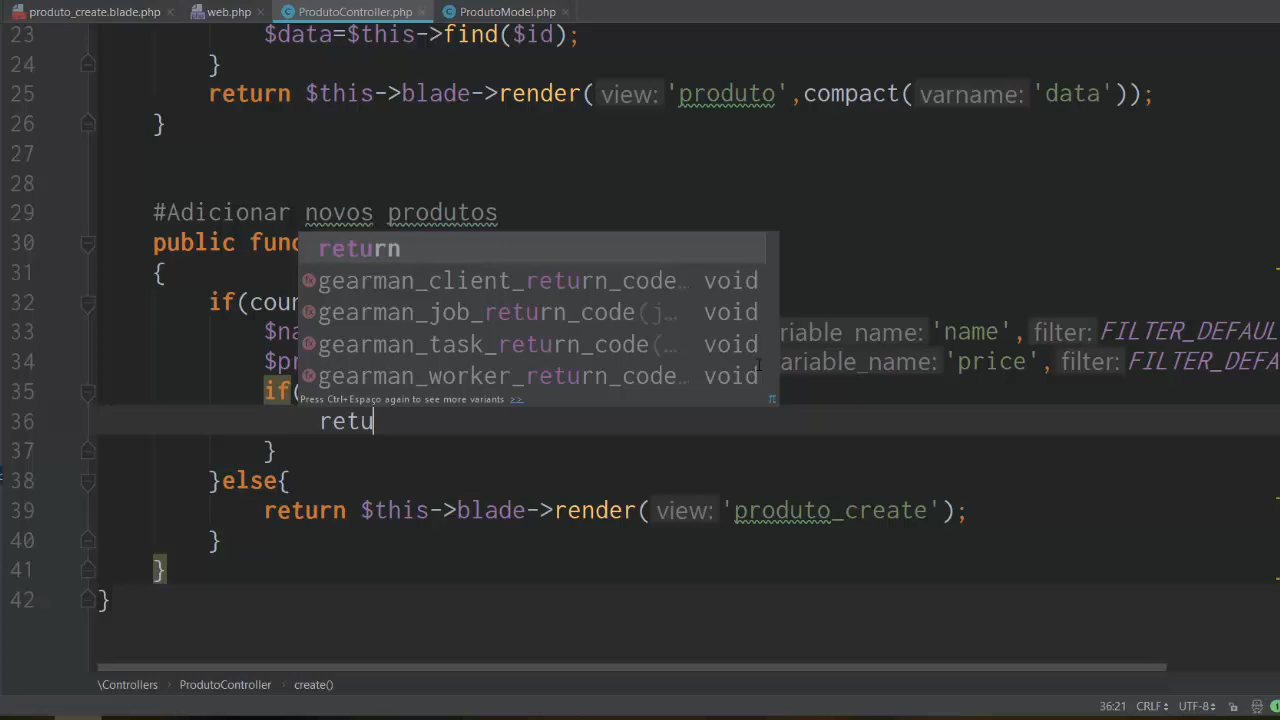 produto_create.blade.php × web.php × ProdutoController.php × ProdutoModel.php ×
23 $data=$this->find($id);
24 }
25 return $this->blade->render( view: 'produto',compact( varname: 'data'));
26 }
27
28
29 #Adicionar novos produtos
30 public func
31 {
32 if(cou
33 $na riable_name: 'name', filter: FILTER_DEFAUL
34 $pr ariable_name: 'price', filter: FILTER_DEFA
35 if(
return
gearman_client_return_code… void
gearman_job_return_code(j… void
gearman_task_return_code(… void
gearman_worker_return_code… void
Press Ctrl+Espaço again to see more variants >> π
36 retu
37 }
38 }else{
39 return $this->blade->render( view: 'produto_create');
40 }
41 }
42 }
\Controllers › ProdutoController › create()
36:21 CRLF UTF-8